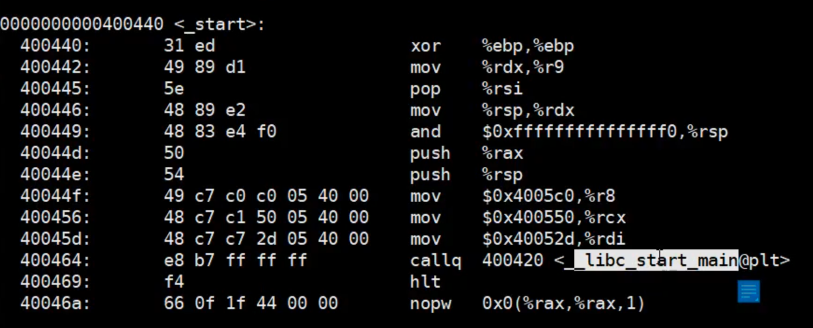 0000000000400440 <_start>:
400440: 31 ed xor %ebp,%ebp
400442: 49 89 d1 mov %rdx,%r9
400445: 5e pop %rsi
400446: 48 89 e2 mov %rsp,%rdx
400449: 48 83 e4 f0 and $0xfffffffffffffff0,%rsp
40044d: 50 push %rax
40044e: 54 push %rsp
40044f: 49 c7 c0 c0 05 40 00 mov $0x4005c0,%r8
400456: 48 c7 c1 50 05 40 00 mov $0x400550,%rcx
40045d: 48 c7 c7 2d 05 40 00 mov $0x40052d,%rdi
400464: e8 b7 ff ff ff callq 400420 <__libc_start_main@plt>
400469: f4 hlt
40046a: 66 0f 1f 44 00 00 nopw 0x0(%rax,%rax,1)